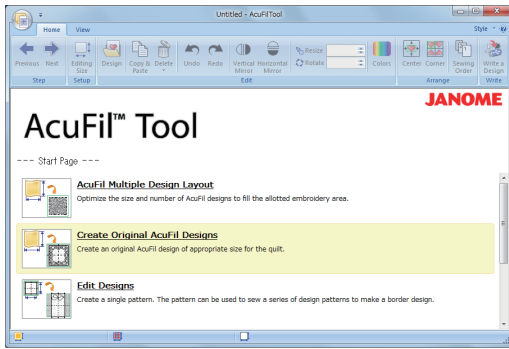 Untitled - AcuFilTool
Home View Style
Previous Next Editing Size Design Copy & Paste Delete Undo Redo Vertical Mirror Horizontal Mirror Resize Rotate Colors Center Corner Sewing Order Write a Design
Step Setup Edit Arrange Write
JANOME
AcuFil™ Tool
--- Start Page ---
AcuFil Multiple Design Layout
Optimize the size and number of AcuFil designs to fill the allotted embroidery area.
Create Original AcuFil Designs
Create an original AcuFil design of appropriate size for the quilt.
Edit Designs
Create a single pattern. The pattern can be used to sew a series of design patterns to make a border design.